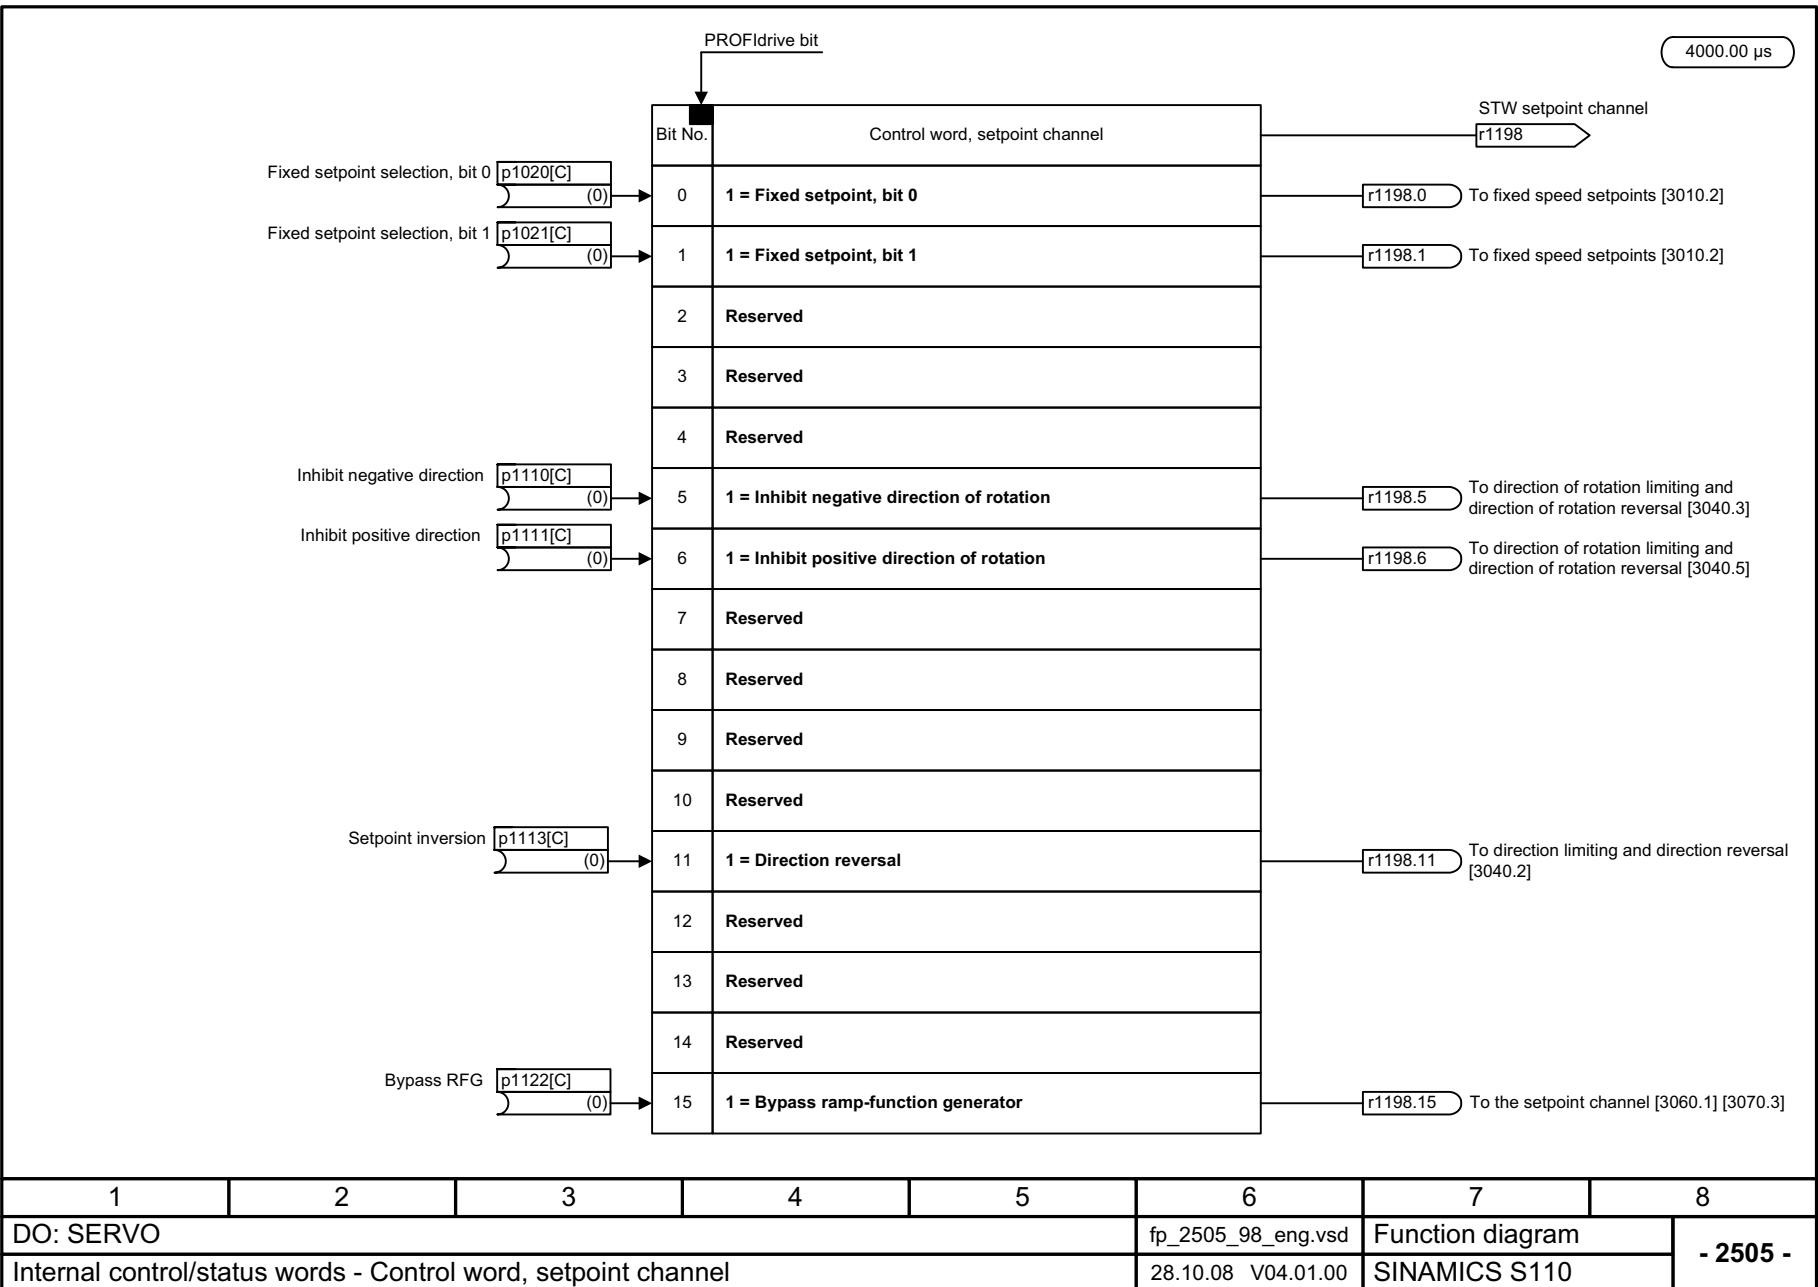 PROFIdrive bit
4000.00 µs
STW setpoint channel
Bit No.
Control word, setpoint channel
r1198
Fixed setpoint selection, bit 0
p1020[C]
(0)
0
1 = Fixed setpoint, bit 0
r1198.0
To fixed speed setpoints [3010.2]
Fixed setpoint selection, bit 1
p1021[C]
(0)
1
1 = Fixed setpoint, bit 1
r1198.1
To fixed speed setpoints [3010.2]
2
Reserved
3
Reserved
4
Reserved
Inhibit negative direction
p1110[C]
(0)
5
1 = Inhibit negative direction of rotation
r1198.5
To direction of rotation limiting and
direction of rotation reversal [3040.3]
Inhibit positive direction
p1111[C]
(0)
6
1 = Inhibit positive direction of rotation
r1198.6
To direction of rotation limiting and
direction of rotation reversal [3040.5]
7
Reserved
8
Reserved
9
Reserved
10
Reserved
Setpoint inversion
p1113[C]
(0)
11
1 = Direction reversal
r1198.11
To direction limiting and direction reversal
[3040.2]
12
Reserved
13
Reserved
14
Reserved
Bypass RFG
p1122[C]
(0)
15
1 = Bypass ramp-function generator
r1198.15
To the setpoint channel [3060.1] [3070.3]
1
2
3
4
5
6
7
8
DO: SERVO
fp_2505_98_eng.vsd
Function diagram
- 2505 -
Internal control/status words - Control word, setpoint channel
28.10.08 V04.01.00
SINAMICS S110